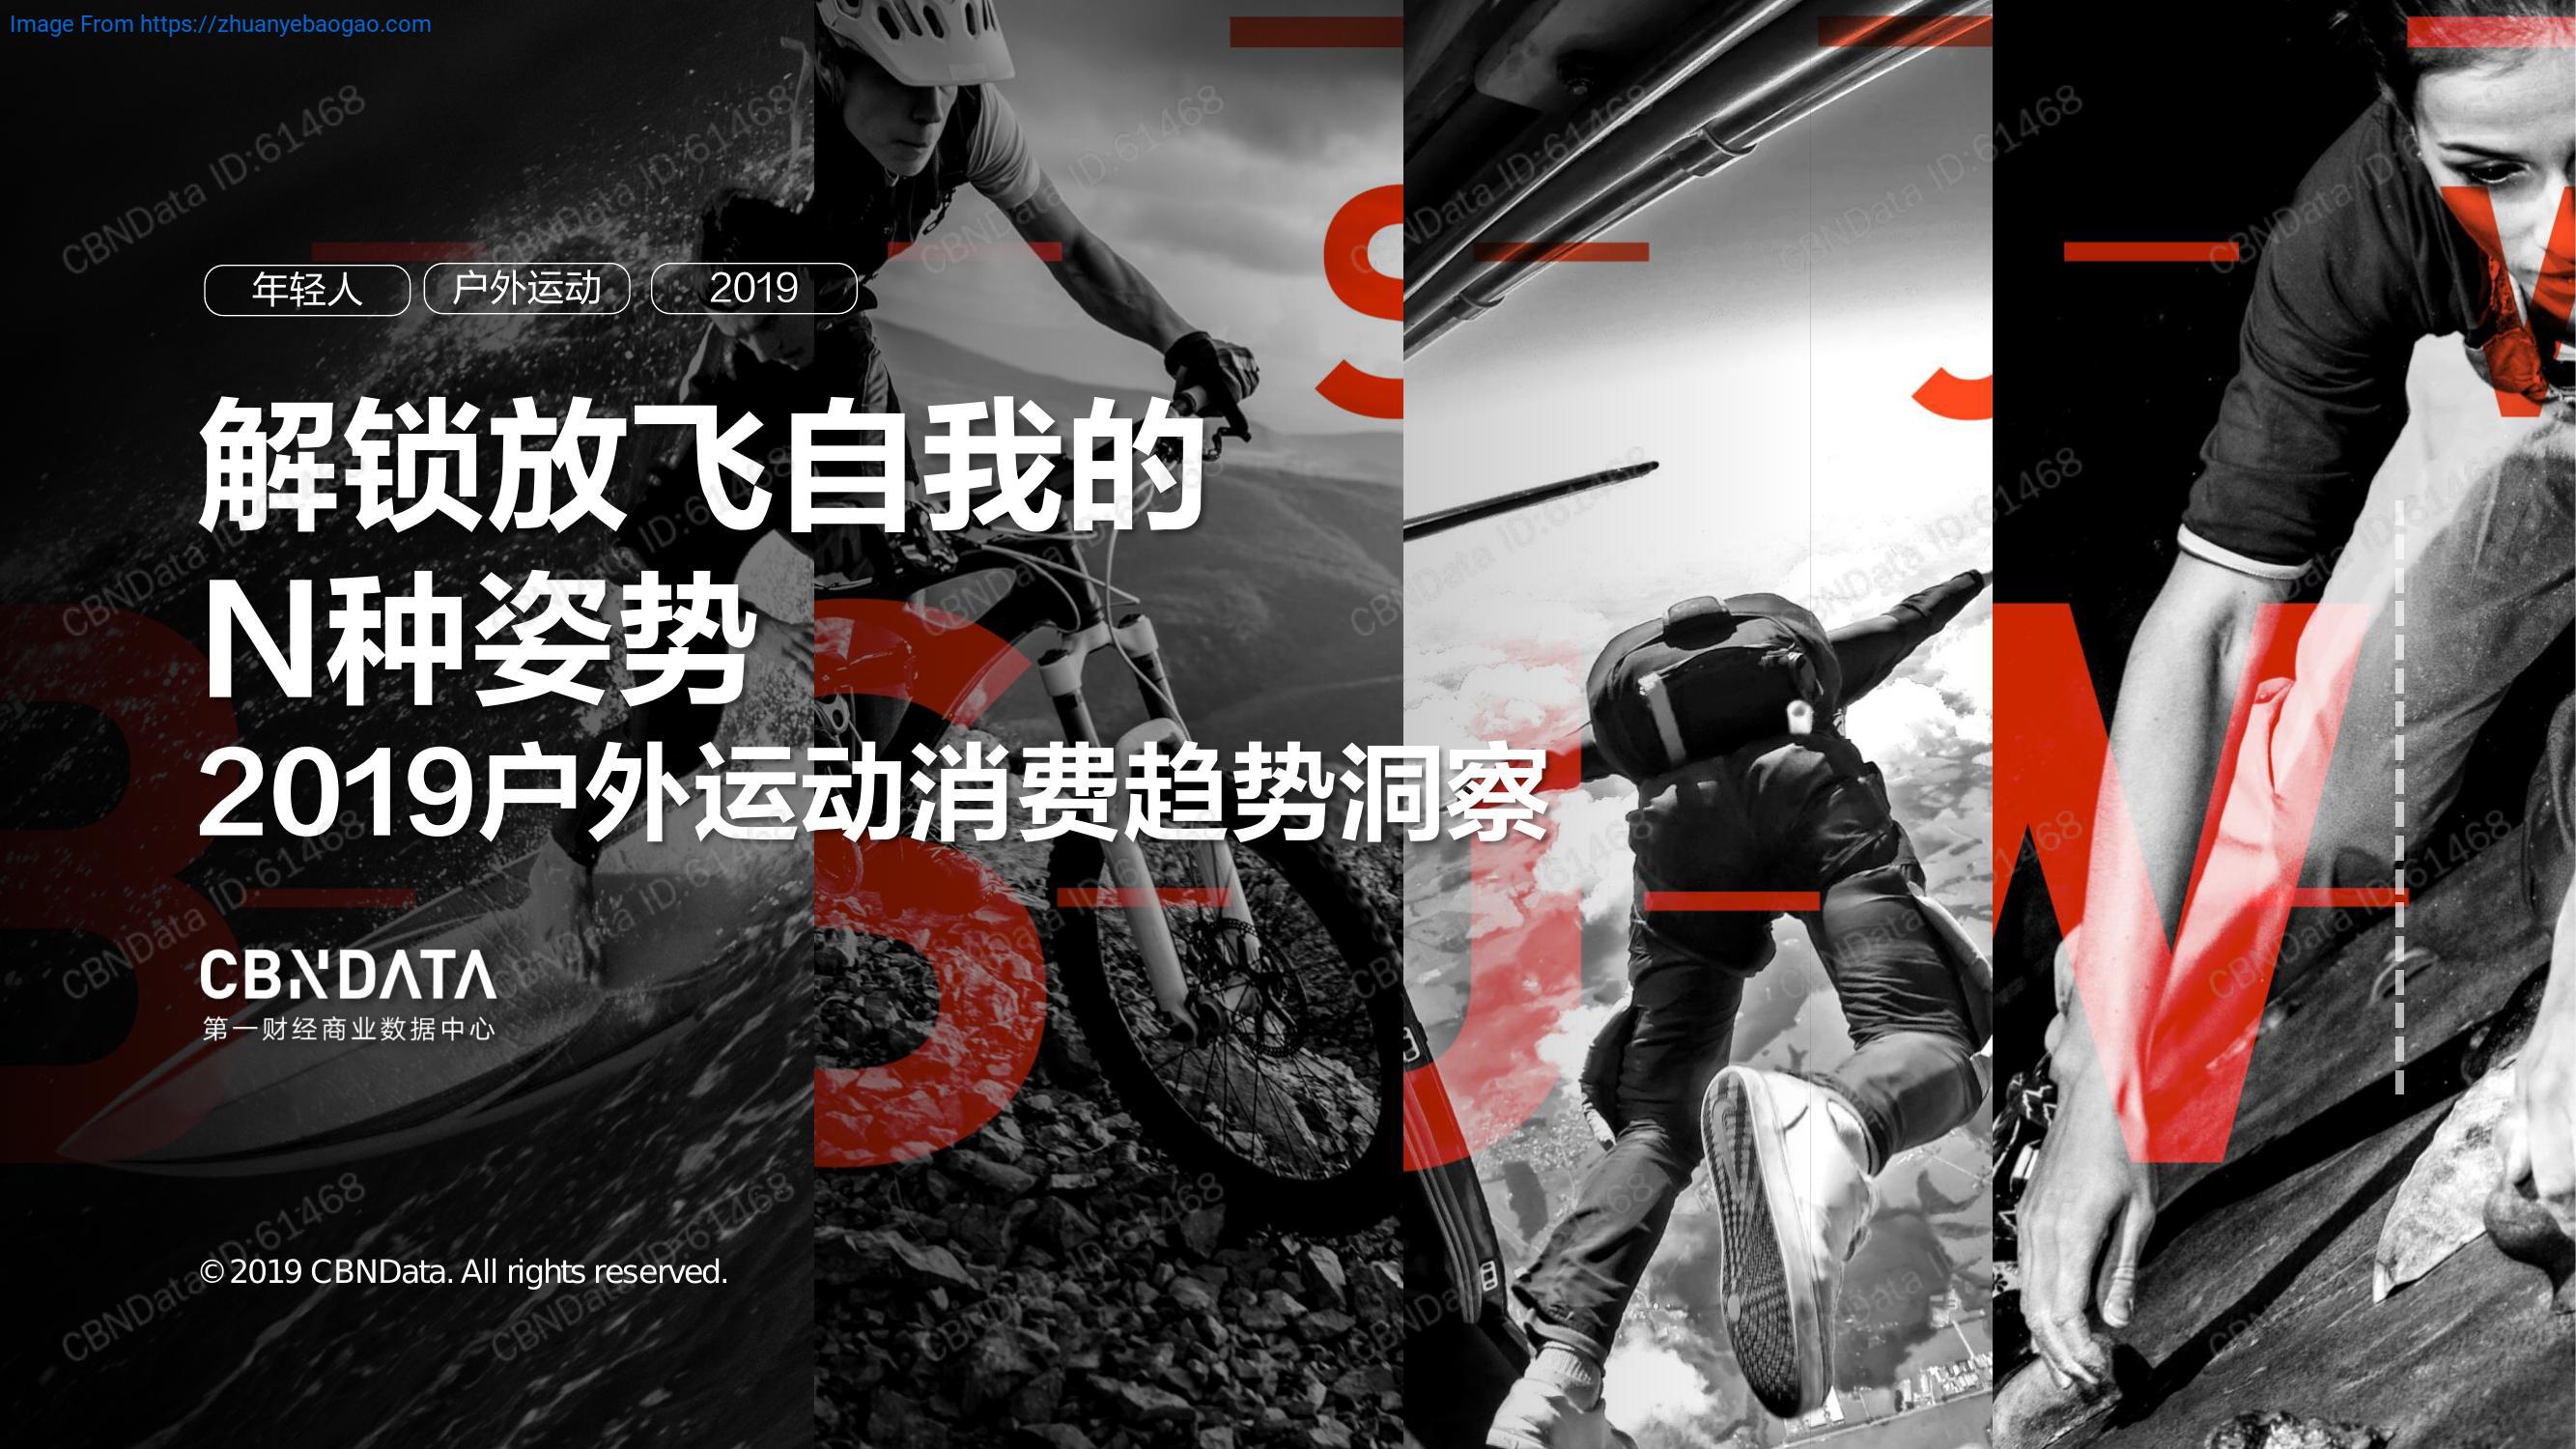 Image From https://zhuanyebaogao.com
年轻人 户外运动 2019
解锁放飞自我的
N种姿势
2019户外运动消费趋势洞察
CBNDATA
第一财经商业数据中心
©2019 CBNData. All rights reserved.
CBNData ID:61468